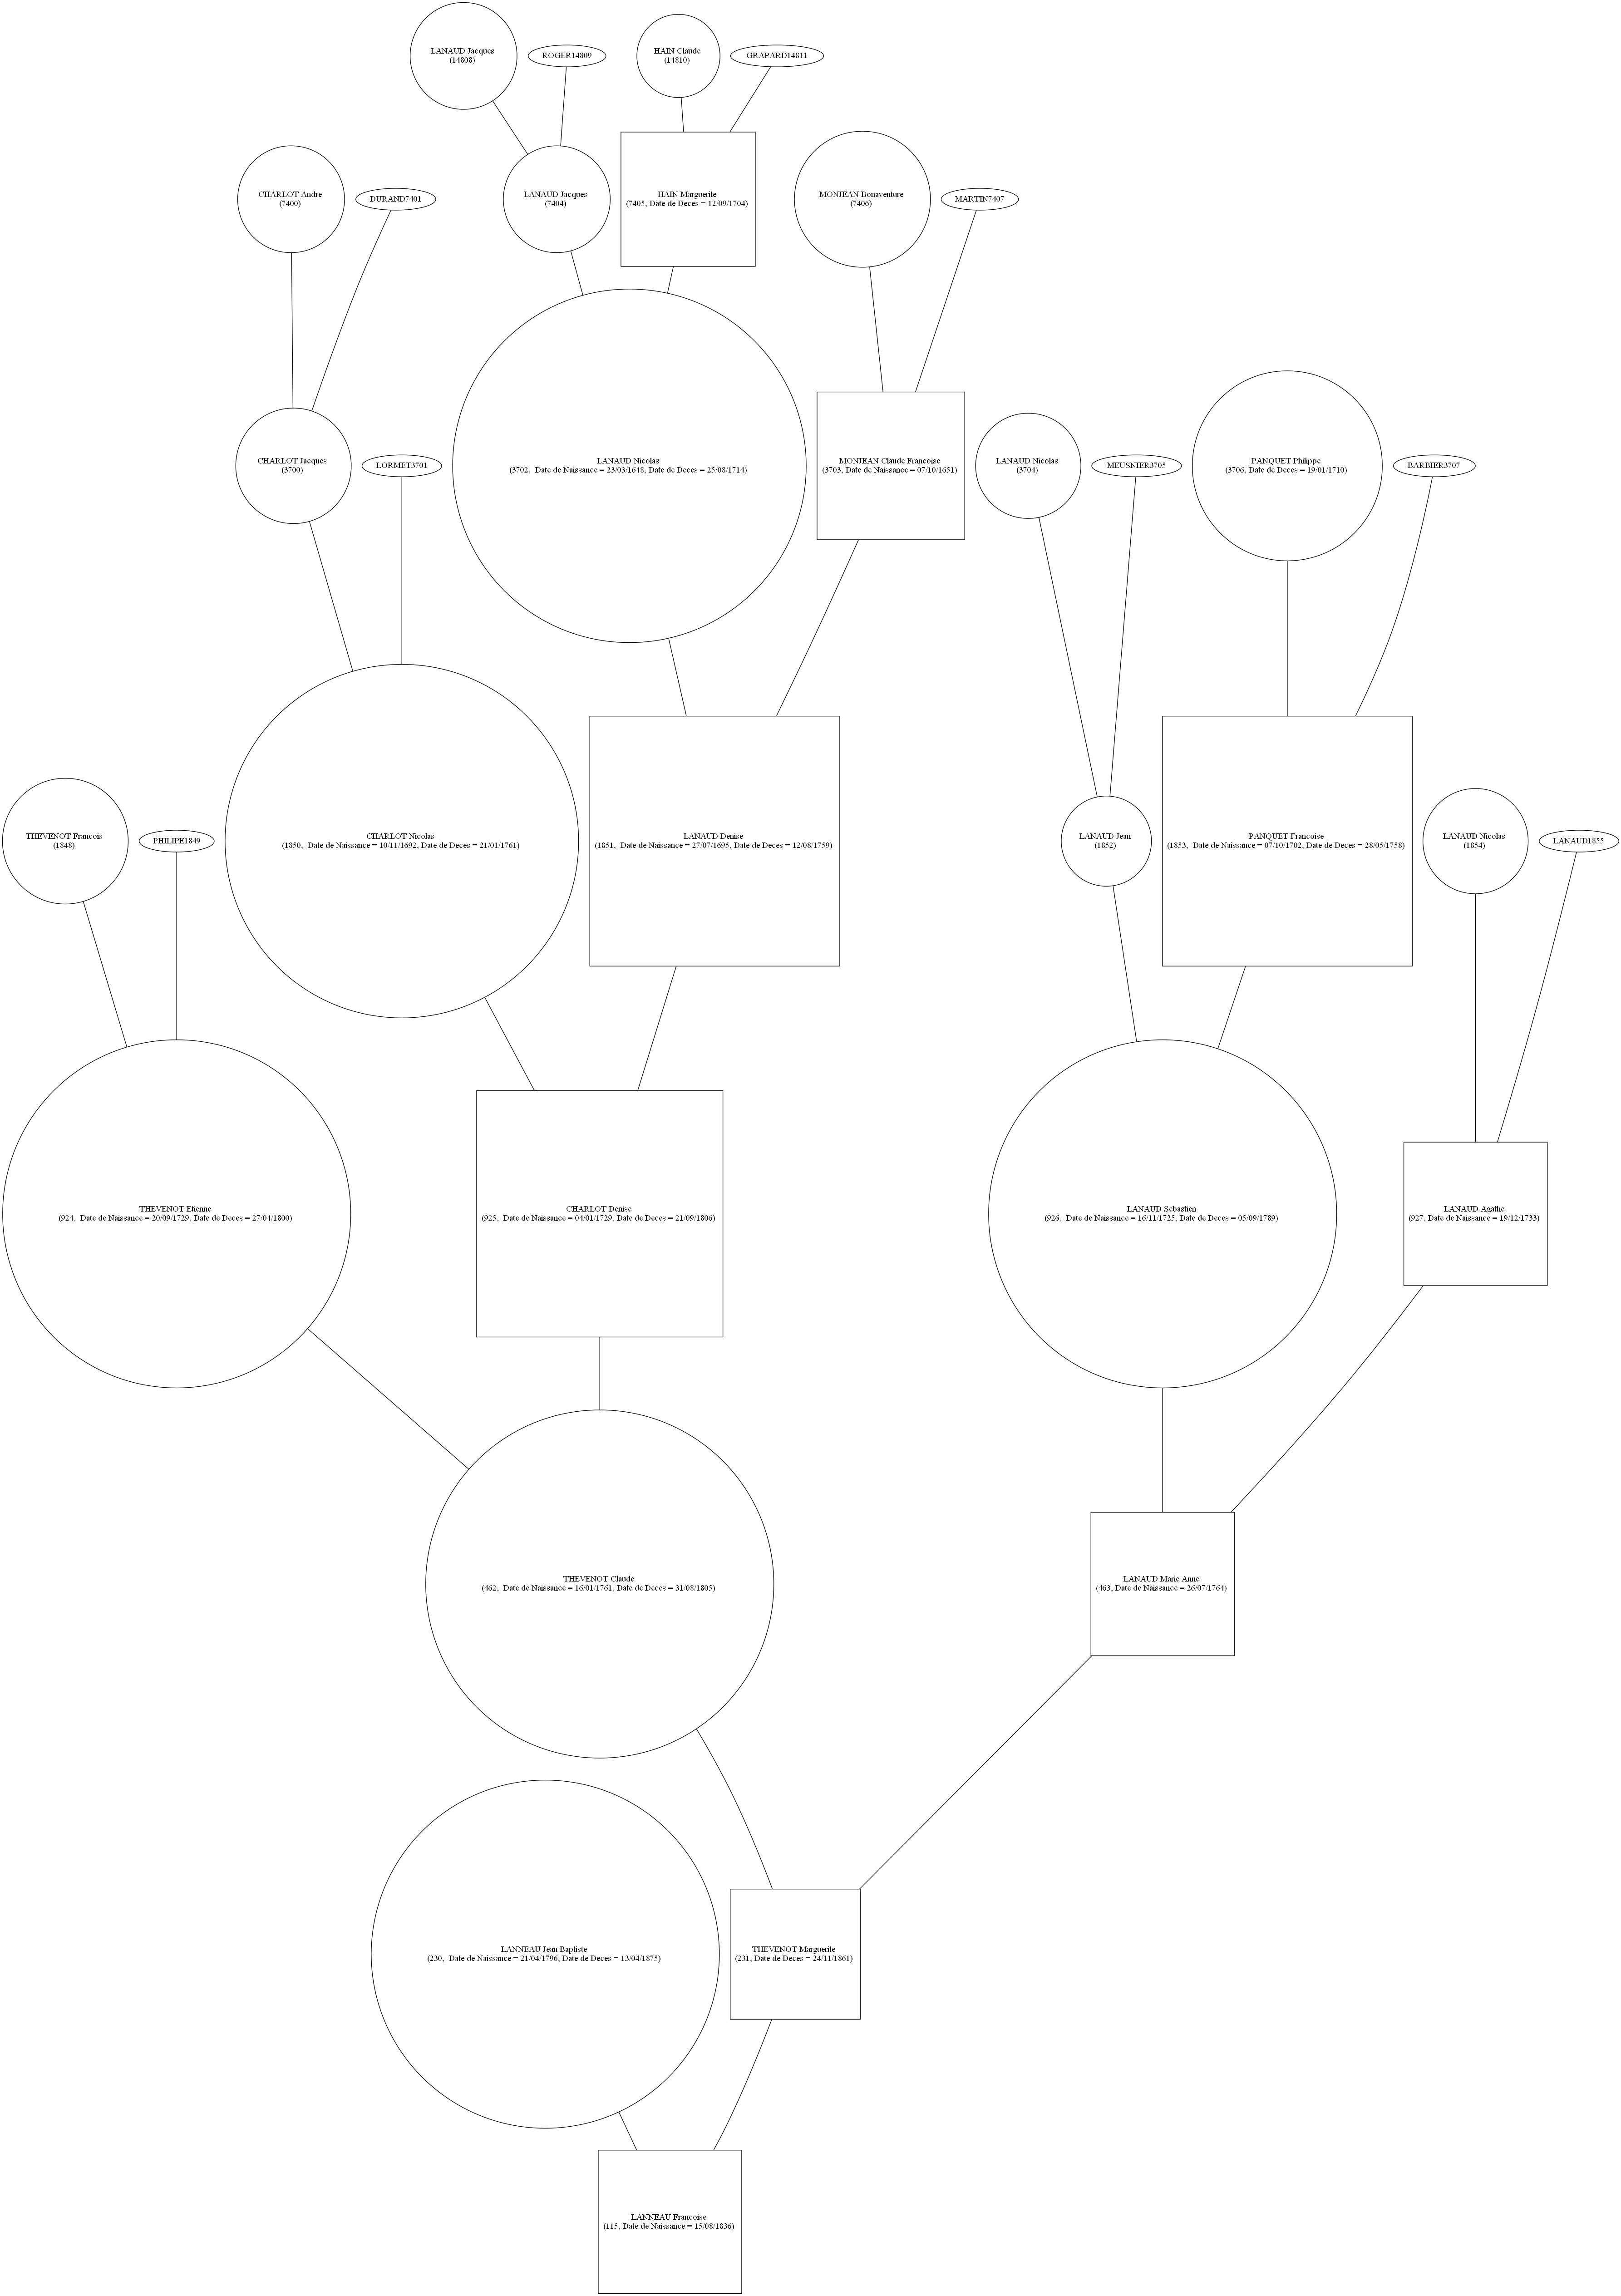 LANAUD Jacques
(14808)
ROGER14809
HAIN Claude
(14810)
GRAPARD14811
CHARLOT Andre
(7400)
DURAND7401
LANAUD Jacques
(7404)
HAIN Marguerite
(7405, Date de Deces = 12/09/1704)
MONJEAN Bonaventure
(7406)
MARTIN7407
CHARLOT Jacques
(3700)
LORMET3701
LANAUD Nicolas
(3702,  Date de Naissance = 23/03/1648, Date de Deces = 25/08/1714)
MONJEAN Claude Francoise
(3703, Date de Naissance = 07/10/1651)
LANAUD Nicolas
(3704)
MEUSNIER3705
PANQUET Philippe
(3706, Date de Deces = 19/01/1710)
BARBIER3707
THEVENOT Francois
(1848)
PHILIPE1849
CHARLOT Nicolas
(1850,  Date de Naissance = 10/11/1692, Date de Deces = 21/01/1761)
LANAUD Denise
(1851,  Date de Naissance = 27/07/1695, Date de Deces = 12/08/1759)
LANAUD Jean
(1852)
PANQUET Francoise
(1853,  Date de Naissance = 07/10/1702, Date de Deces = 28/05/1758)
LANAUD Nicolas
(1854)
LANAUD1855
THEVENOT Etienne
(924,  Date de Naissance = 20/09/1729, Date de Deces = 27/04/1800)
CHARLOT Denise
(925,  Date de Naissance = 04/01/1729, Date de Deces = 21/09/1806)
LANAUD Sebastien
(926,  Date de Naissance = 16/11/1725, Date de Deces = 05/09/1789)
LANAUD Agathe
(927, Date de Naissance = 19/12/1733)
THEVENOT Claude
(462,  Date de Naissance = 16/01/1761, Date de Deces = 31/08/1805)
LANAUD Marie Anne
(463, Date de Naissance = 26/07/1764)
LANNEAU Jean Baptiste
(230,  Date de Naissance = 21/04/1796, Date de Deces = 13/04/1875)
THEVENOT Marguerite
(231, Date de Deces = 24/11/1861)
LANNEAU Francoise
(115, Date de Naissance = 15/08/1836)